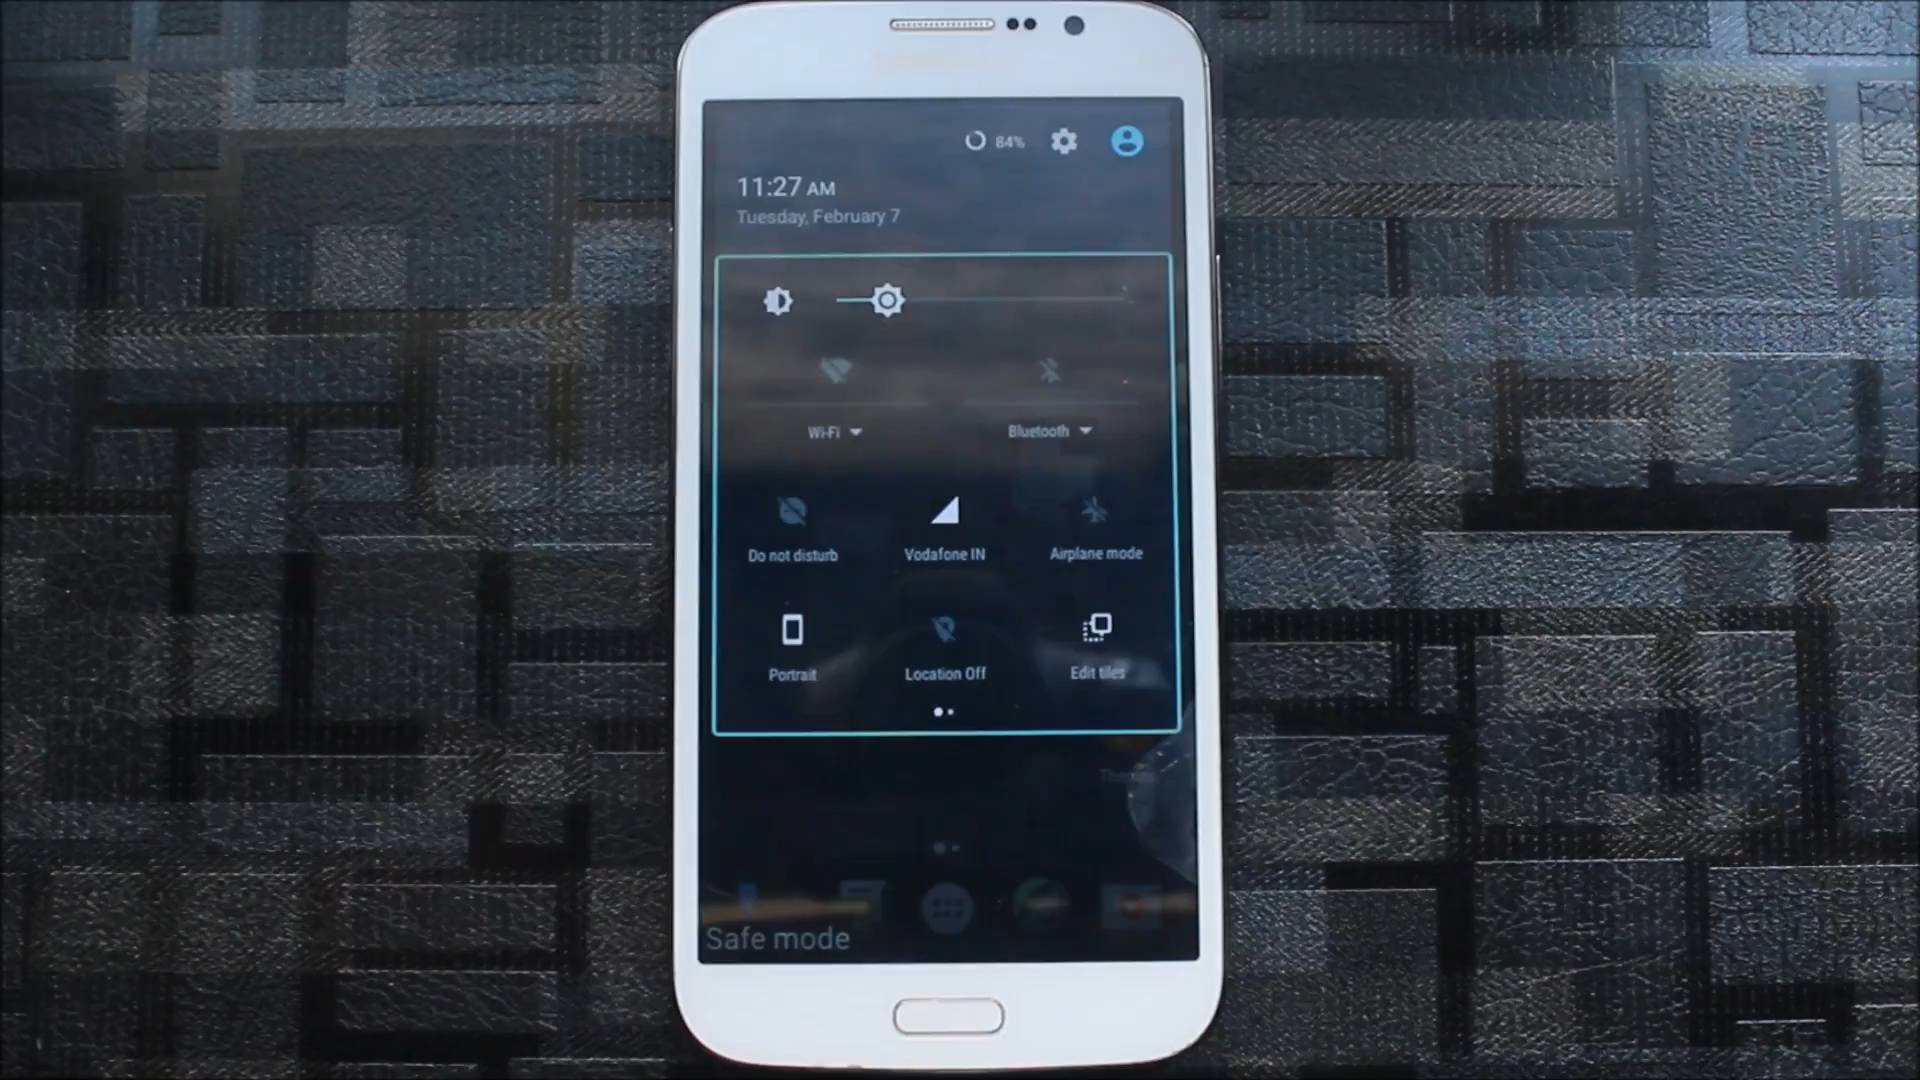 84%
11:27 AM
Tuesday, February 7
Wi-Fi
Bluetooth
Do not disturb
Vodafone IN
Airplane mode
Portrait
Location Off
Edit tiles
Safe mode